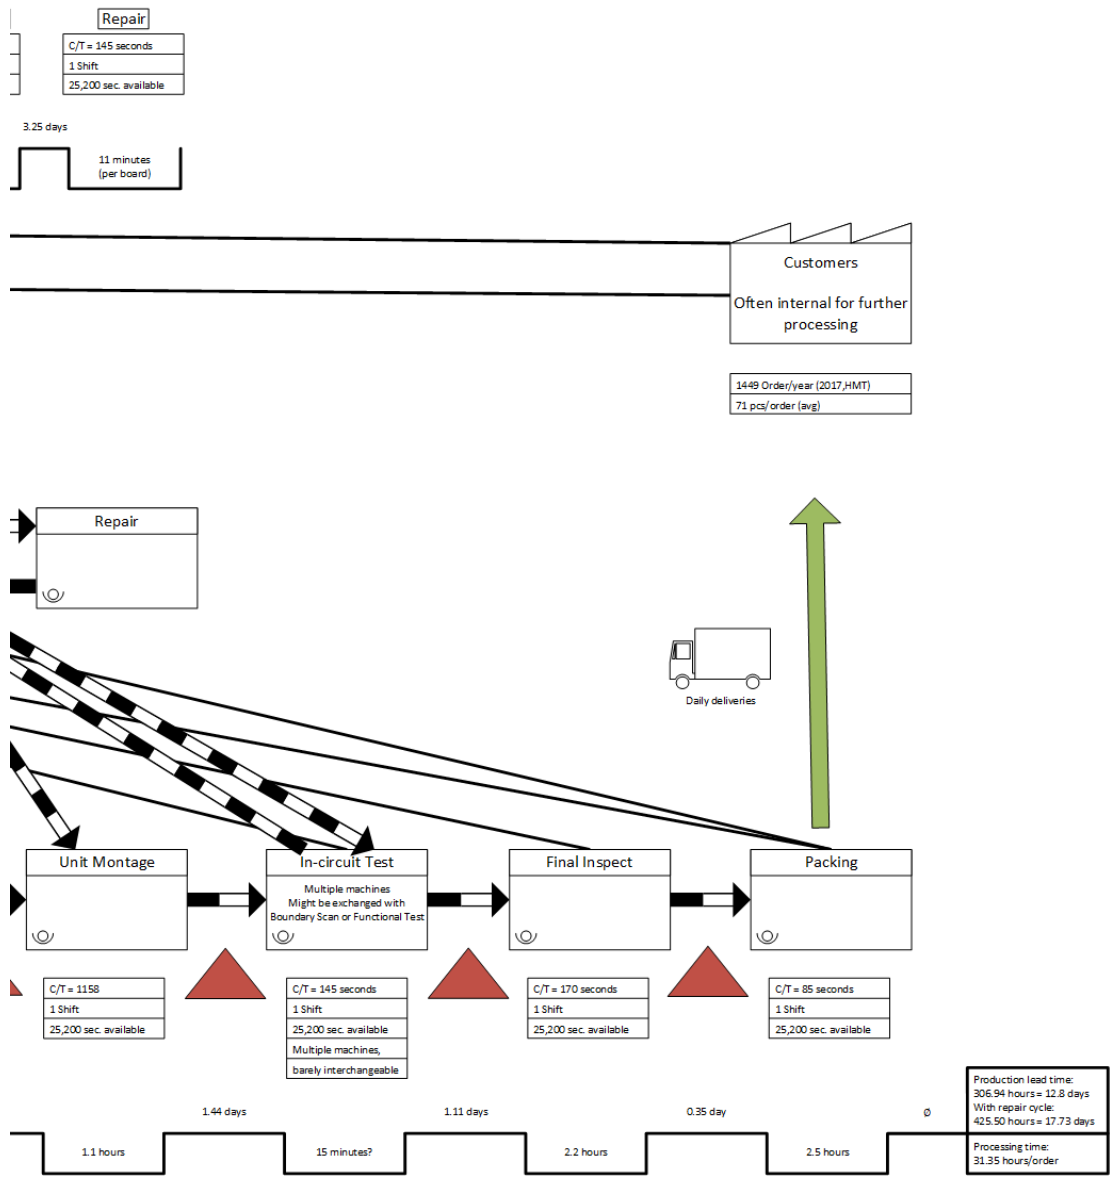 Repair
C/T = 145 seconds
1 Shift
25,200 sec. available
3.25 days
11 minutes
(per board)
Customers
Often internal for further
processing
1449 Order/year (2017,HMT)
71 pcs/order (avg)
Repair
Daily deliveries
Unit Montage
In-circuit Test
Multiple machines
Might be exchanged with
Boundary Scan or Functional Test
Final Inspect
Packing
C/T = 1158
1 Shift
25,200 sec. available
C/T = 145 seconds
1 Shift
25,200 sec. available
Multiple machines,
barely interchangeable
C/T = 170 seconds
1 Shift
25,200 sec. available
C/T = 85 seconds
1 Shift
25,200 sec. available
1.44 days
1.11 days
0.35 day
Ø
1.1 hours
15 minutes?
2.2 hours
2.5 hours
Production lead time:
306.94 hours = 12.8 days
With repair cycle:
425.50 hours = 17.73 days
Processing time:
31.35 hours/order